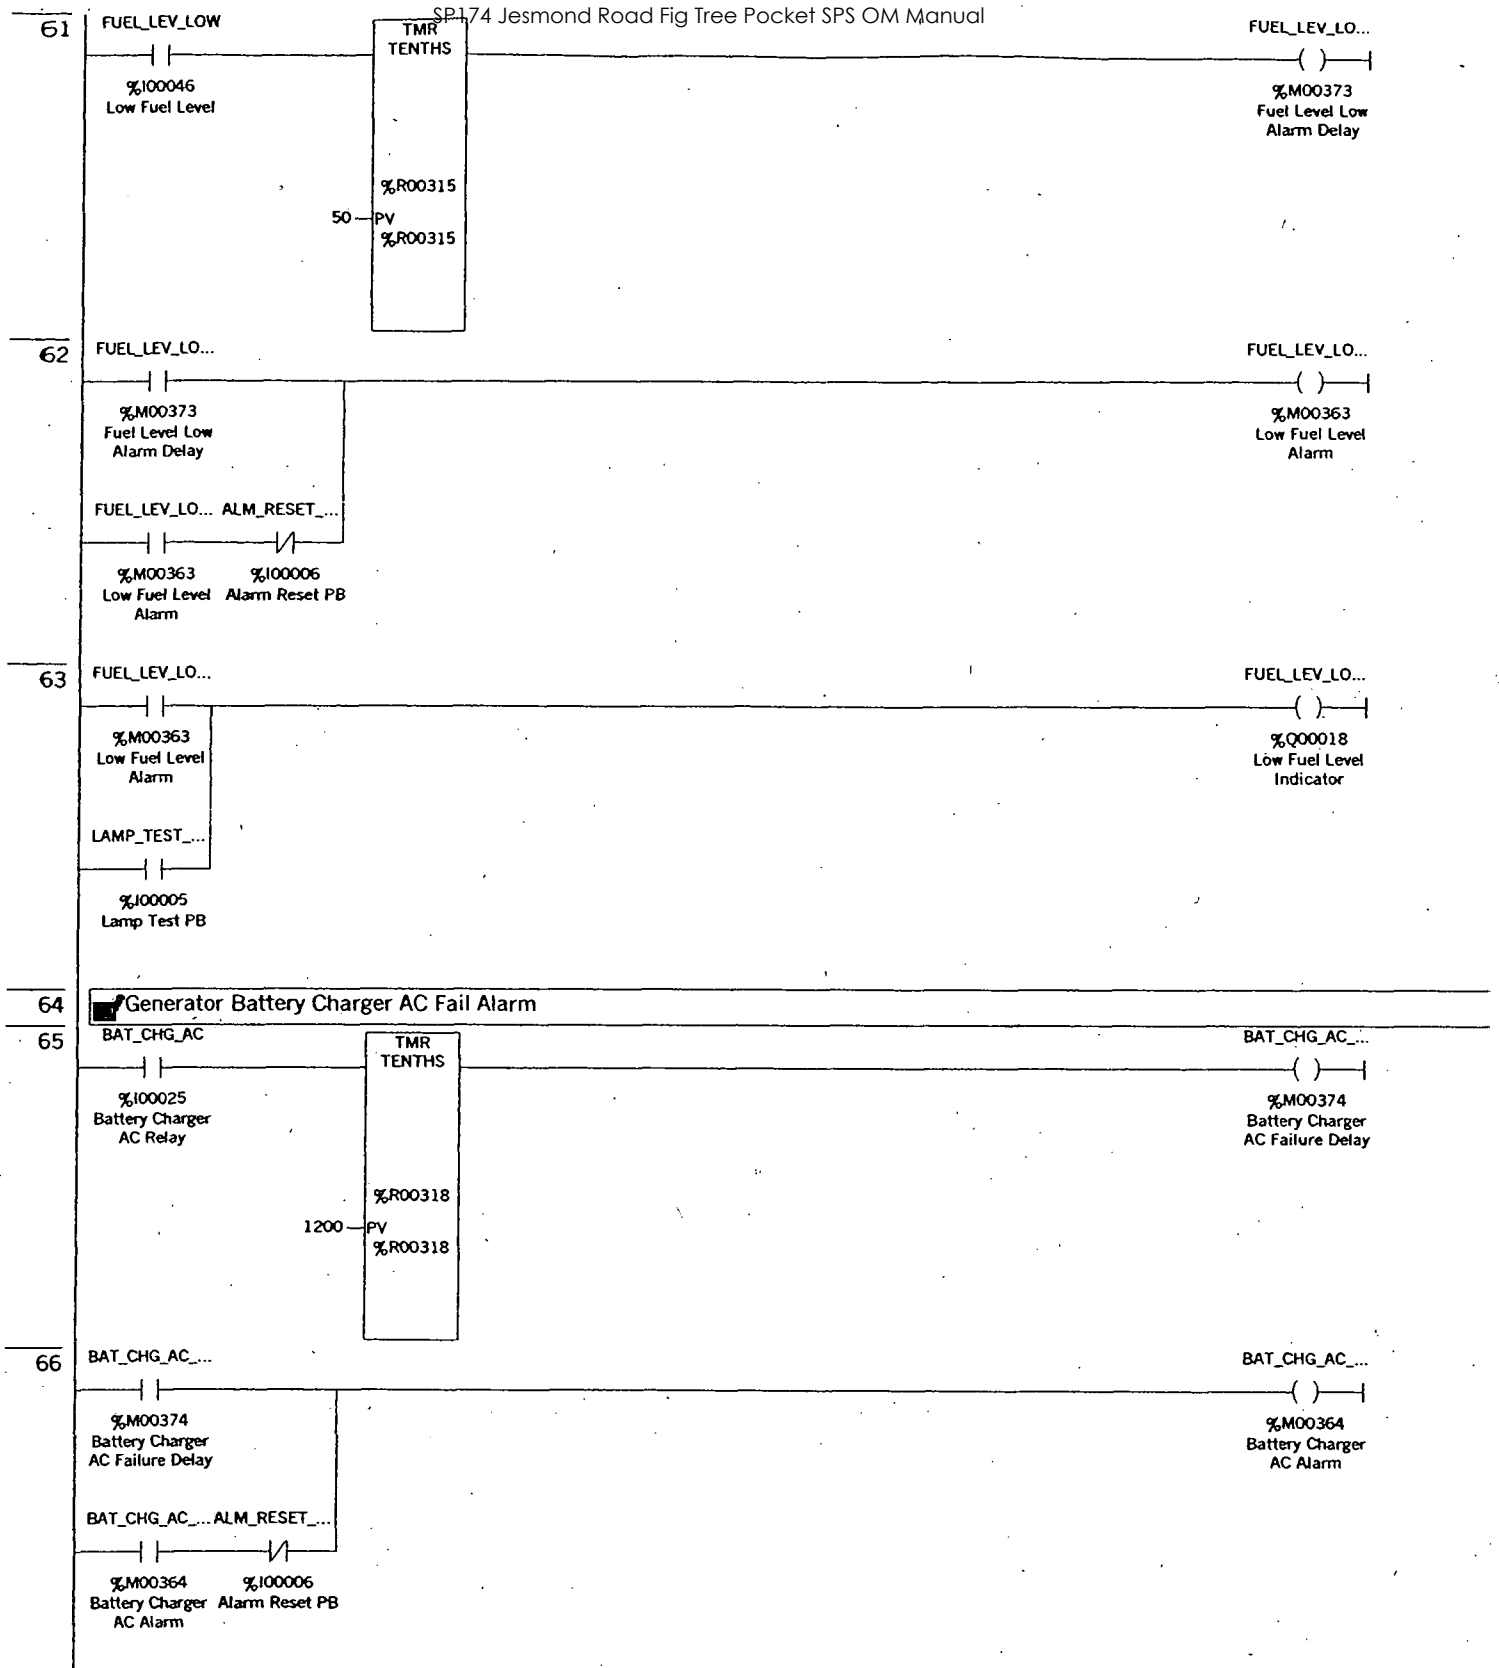 SP174 Jesmond Road Fig Tree Pocket SPS OM Manual
61
FUEL_LEV_LOW
%I00046
Low Fuel Level
TMR
TENTHS
%R00315
50
PV
%R00315
FUEL_LEV_LO...
%M00373
Fuel Level Low
Alarm Delay
62
FUEL_LEV_LO...
%M00373
Fuel Level Low
Alarm Delay
FUEL_LEV_LO...
%M00363
Low Fuel Level
Alarm
FUEL_LEV_LO... ALM_RESET_...
%M00363 %I00006
Low Fuel Level Alarm Reset PB
Alarm
63
FUEL_LEV_LO...
%M00363
Low Fuel Level
Alarm
FUEL_LEV_LO...
%Q00018
Low Fuel Level
Indicator
LAMP_TEST_...
%I00005
Lamp Test PB
64
Generator Battery Charger AC Fail Alarm
65
BAT_CHG_AC
%I00025
Battery Charger
AC Relay
TMR
TENTHS
%R00318
1200
PV
%R00318
BAT_CHG_AC_...
%M00374
Battery Charger
AC Failure Delay
66
BAT_CHG_AC_...
%M00374
Battery Charger
AC Failure Delay
BAT_CHG_AC_...
%M00364
Battery Charger
AC Alarm
BAT_CHG_AC_... ALM_RESET_...
%M00364 %I00006
Battery Charger Alarm Reset PB
AC Alarm